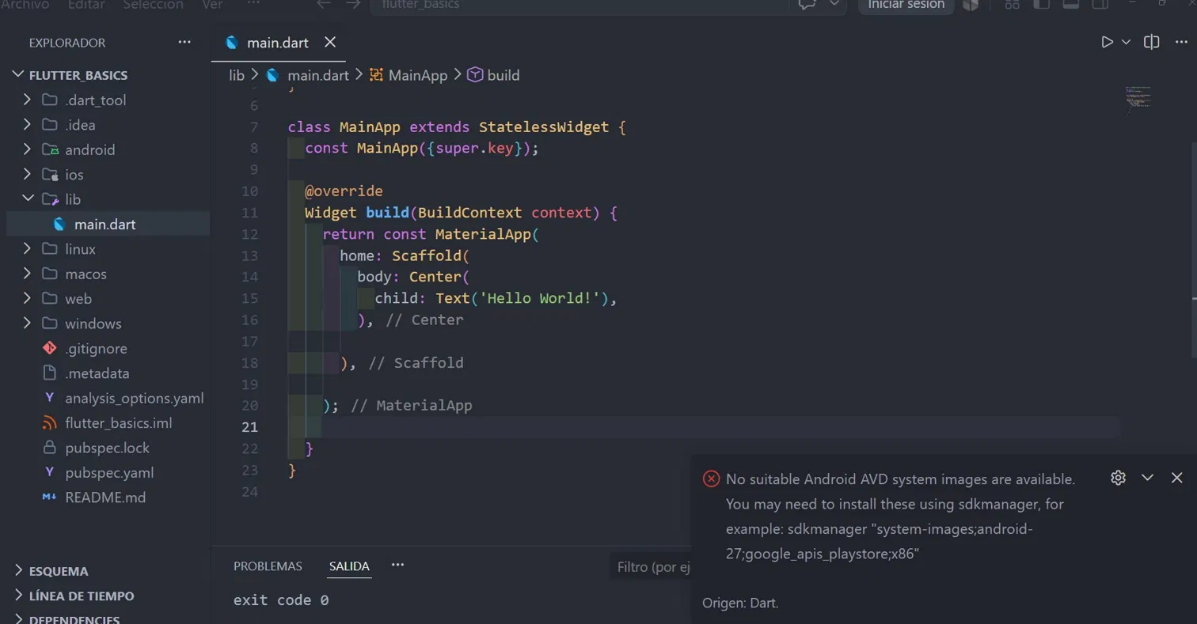 Archivo Editar Selección Ver ··· flutter_basics Iniciar sesión
EXPLORADOR ···
main.dart
FLUTTER_BASICS
.dart_tool
.idea
android
ios
lib
main.dart
linux
macos
web
windows
.gitignore
.metadata
analysis_options.yaml
flutter_basics.iml
pubspec.lock
pubspec.yaml
README.md
ESQUEMA
LÍNEA DE TIEMPO
DEPENDENCIES
lib > main.dart > MainApp > build
}
6
7 class MainApp extends StatelessWidget {
8 const MainApp({super.key});
9
10 @override
11 Widget build(BuildContext context) {
12 return const MaterialApp(
13 home: Scaffold(
14 body: Center(
15 child: Text('Hello World!'),
16 ), // Center
17
18 ), // Scaffold
19
20 ); // MaterialApp
21
22 }
23 }
24
PROBLEMAS SALIDA ··· Filtro (por ej
exit code 0
No suitable Android AVD system images are available.
You may need to install these using sdkmanager, for
example: sdkmanager "system-images;android-
27;google_apis_playstore;x86"
Origen: Dart.